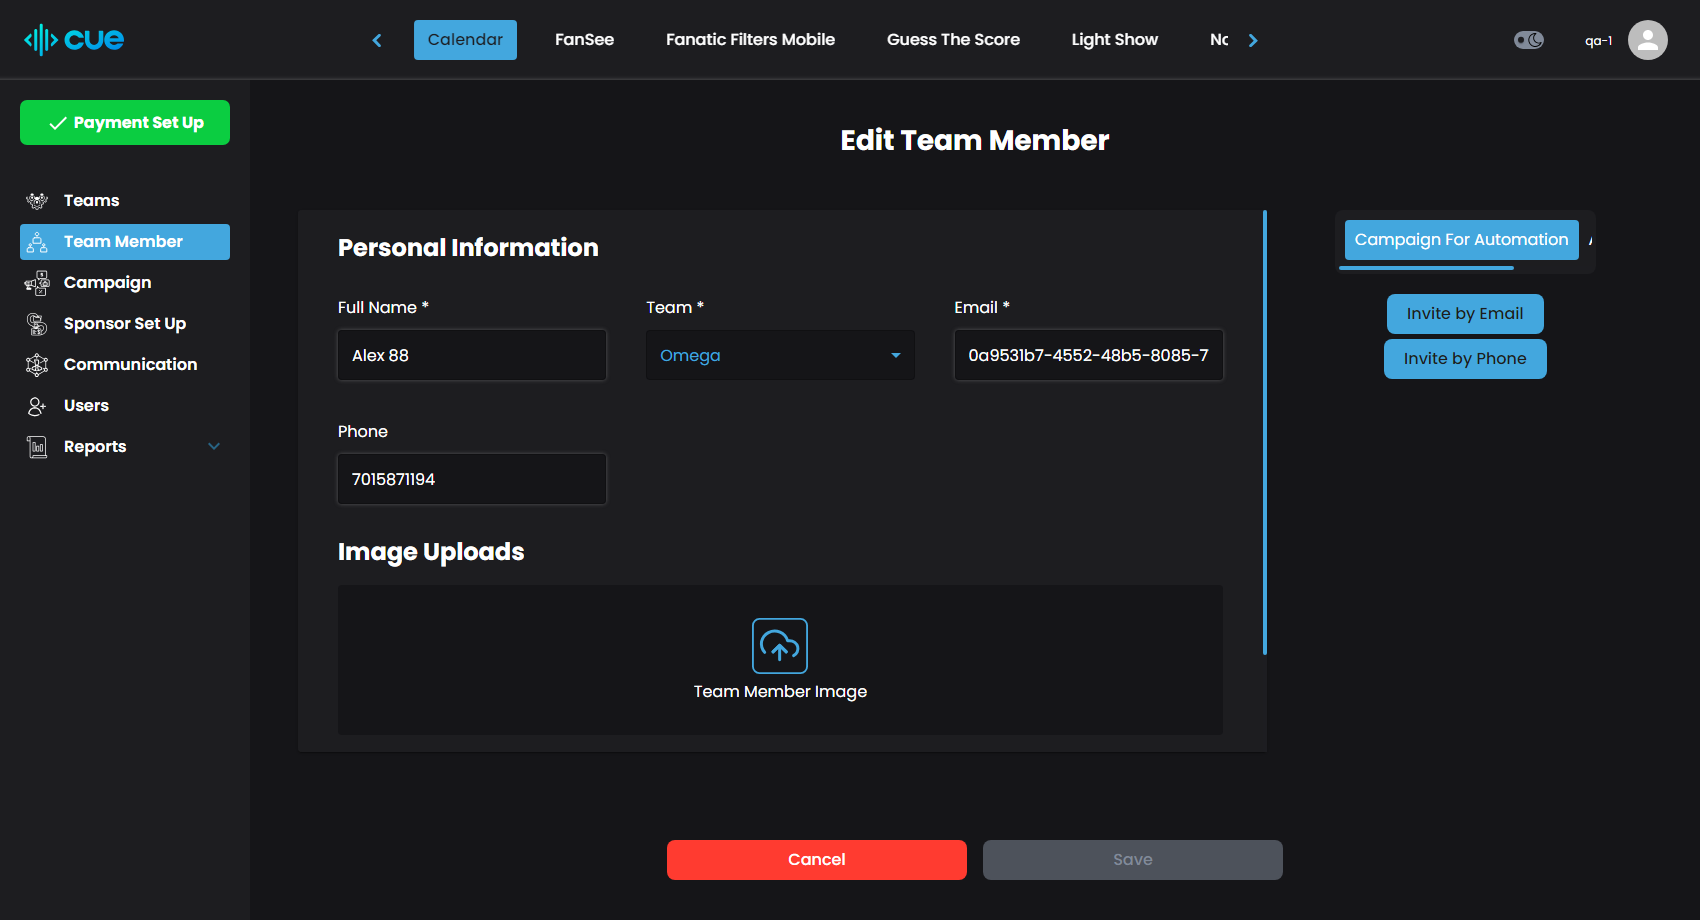 cue
Calendar
FanSee
Fanatic Filters Mobile
Guess The Score
Light Show
qa-1
Payment Set Up
Teams
Team Member
Campaign
Sponsor Set Up
Communication
Users
Reports
Edit Team Member
Personal Information
Full Name *
Team *
Email *
Alex 88
Omega
0a9531b7-4552-48b5-8085-7
Phone
7015871194
Image Uploads
Team Member Image
Campaign For Automation
Invite by Email
Invite by Phone
Cancel
Save